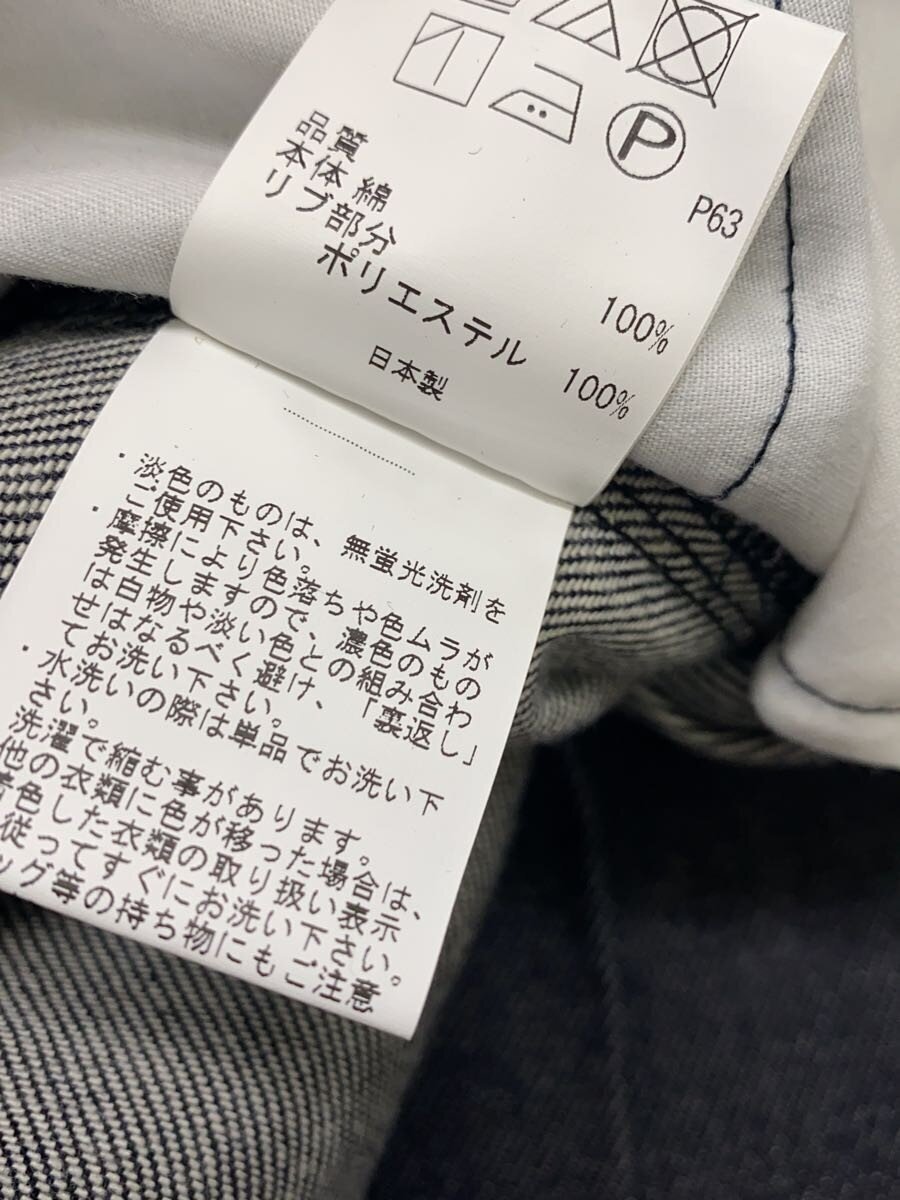 P
P63
品質
本体 綿 100%
リブ部分
ポリエステル 100%
日本製
・淡色のものは、無蛍光洗剤を
ご使用下さい。
・摩擦により色落ちや色ムラが
発生しますので、濃色のもの
は白物や淡い色との組み合わ
せはなるべく避け、「裏返し」
てお洗い下さい。
・水洗いの際は単品でお洗い下
さい。
洗濯で縮む事があります。
他の衣類に色が移った場合は、
着色した衣類の取り扱い表示
従ってすぐにお洗い下さい。
ッグ等の持ち物にもご注意